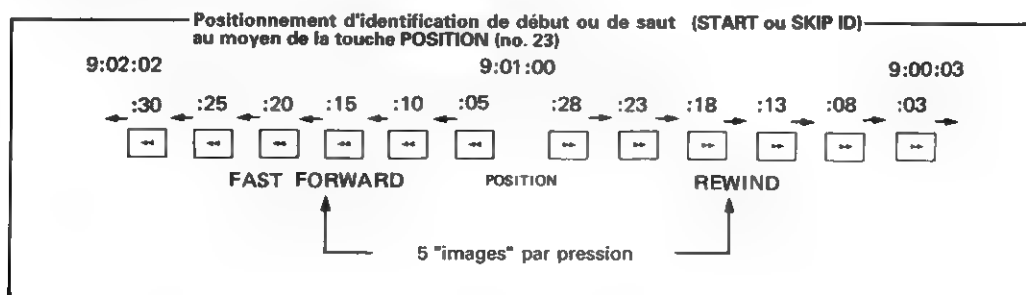 Positionnement d'identification de début ou de saut (START ou SKIP ID)
au moyen de la touche POSITION (no. 23)
9:02:02 9:01:00 9:00:03
:30 :25 :20 :15 :10 :05 :28 :23 :18 :13 :08 :03
FAST FORWARD POSITION REWIND
5 "images" par pression